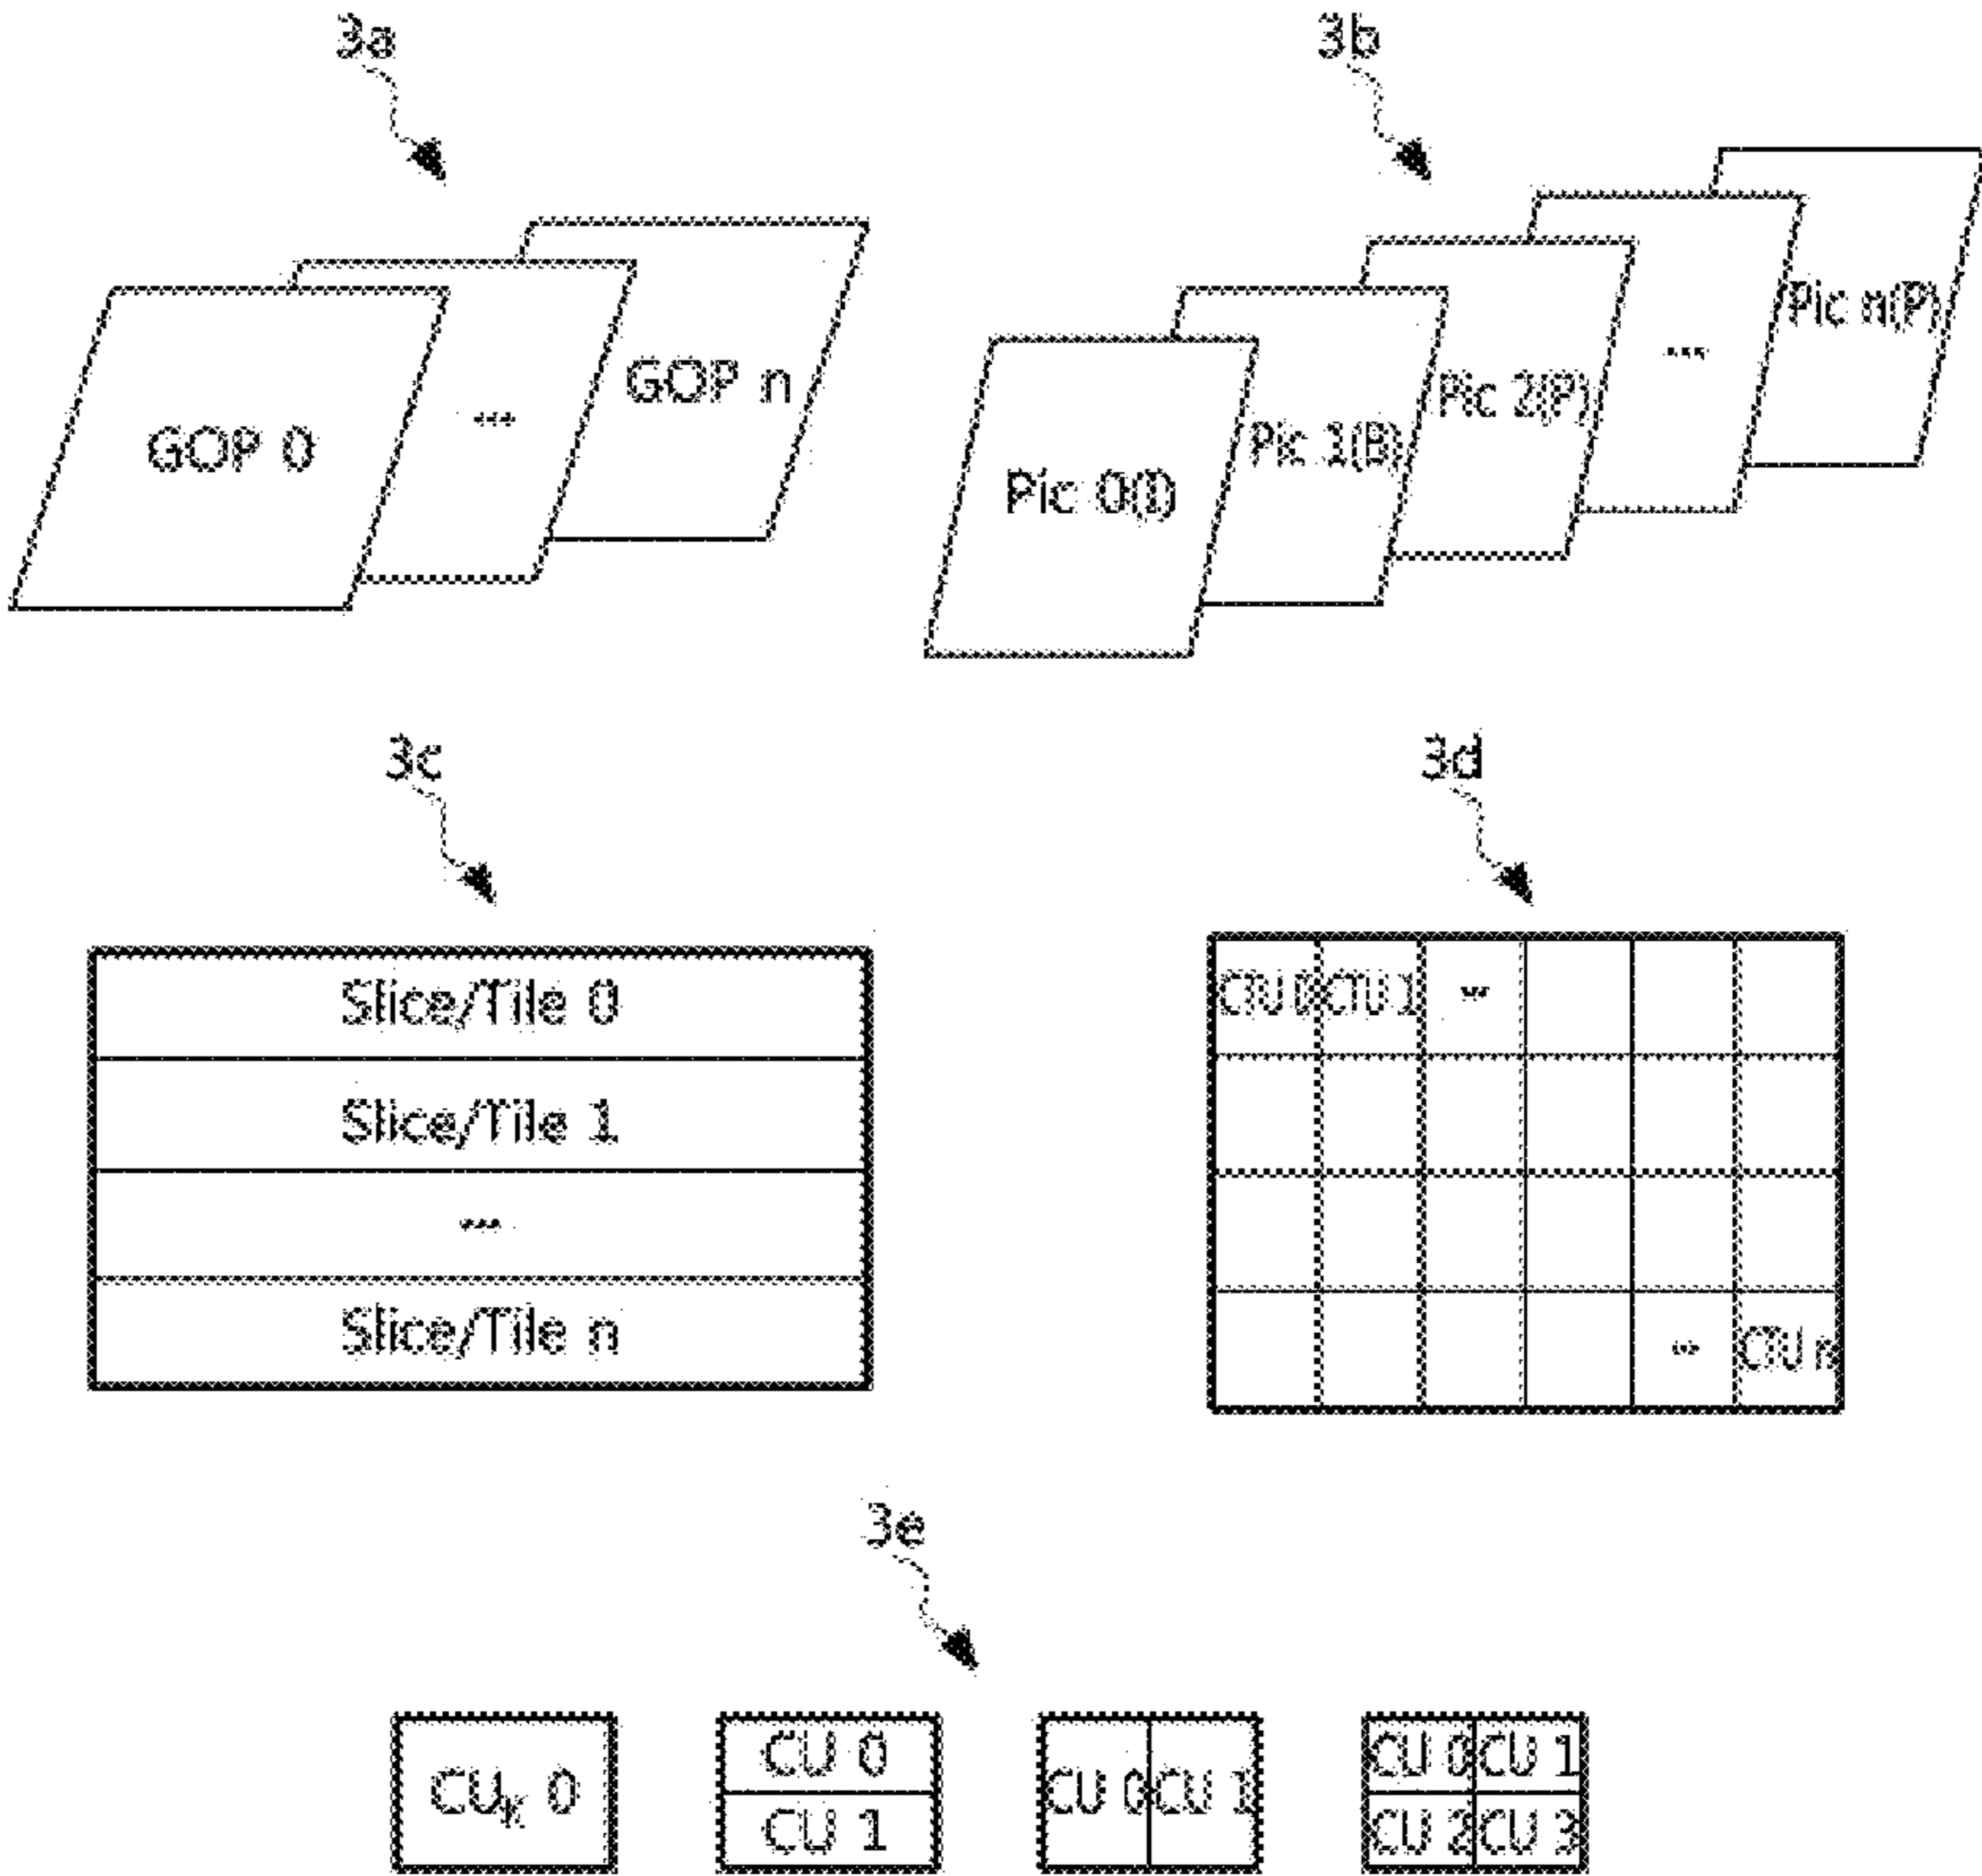 3a
3b
GOP 0
...
GOP n
Pic 0(I)
Pic 1(B)
Pic 2(P)
...
Pic n(P)
3c
3d
Slice/Tile 0
Slice/Tile 1
...
Slice/Tile n
CTU 0 CTU 1 ...
... CTU n
3e
CUK 0
CU 0
CU 1
CU 0 CU 1
CU 0 CU 1
CU 2 CU 3